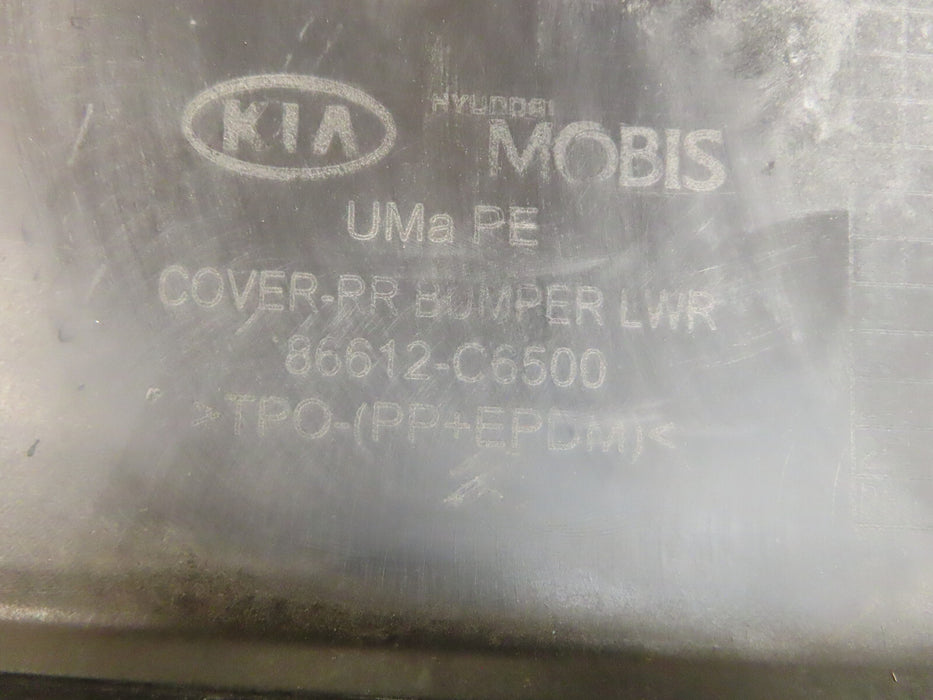 KIA
HYUNDAI
MOBIS
UMa PE
COVER-RR BUMPER LWR
86612-C6500
>TPO-(PP+EPDM)<